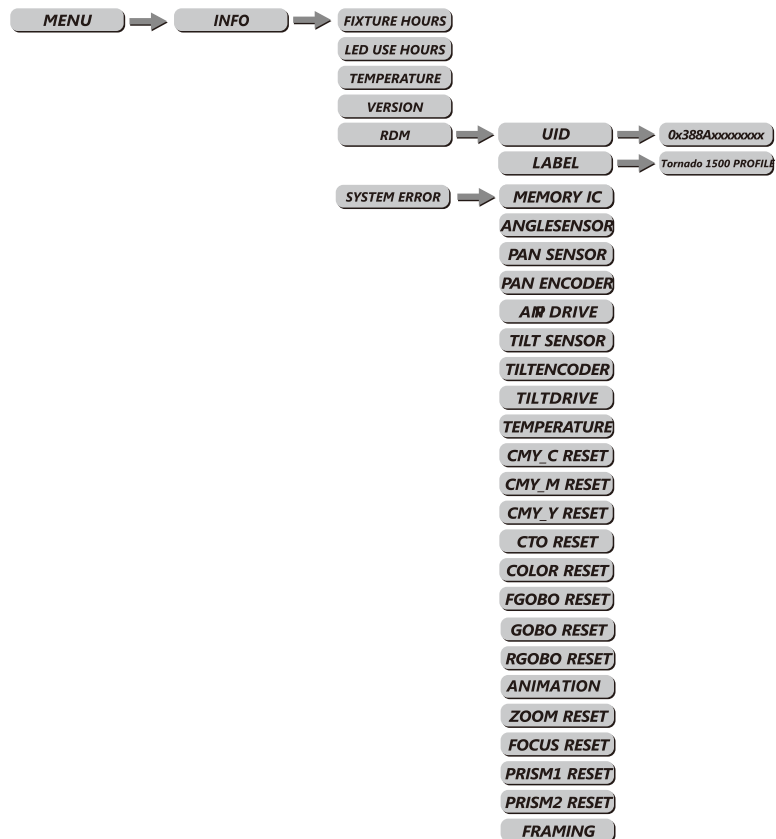 MENU INFO FIXTURE HOURS
LED USE HOURS
TEMPERATURE
VERSION
RDM UID 0x388Axxxxxxxx
LABEL Tornado 1500 PROFILE
SYSTEM ERROR MEMORY IC
ANGLESENSOR
PAN SENSOR
PAN ENCODER
DRIVE
TILT SENSOR
TILTENCODER
TILTDRIVE
TEMPERATURE
CMY_C RESET
CMY_M RESET
CMY_Y RESET
CTO RESET
COLOR RESET
FGOBO RESET
GOBO RESET
RGOBO RESET
ANIMATION
ZOOM RESET
FOCUS RESET
PRISM1 RESET
PRISM2 RESET
FRAMING